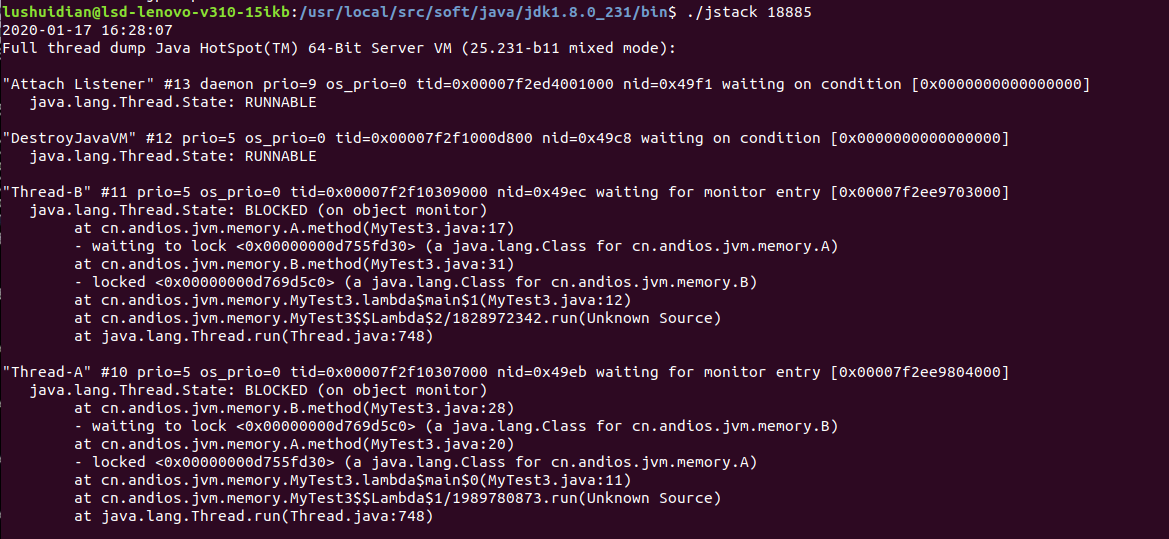 lushuidian@lsd-lenovo-v310-15ikb:/usr/local/src/soft/java/jdk1.8.0_231/bin$ ./jstack 18885
2020-01-17 16:28:07
Full thread dump Java HotSpot(TM) 64-Bit Server VM (25.231-b11 mixed mode):

"Attach Listener" #13 daemon prio=9 os_prio=0 tid=0x00007f2ed4001000 nid=0x49f1 waiting on condition [0x0000000000000000]
   java.lang.Thread.State: RUNNABLE

"DestroyJavaVM" #12 prio=5 os_prio=0 tid=0x00007f2f1000d800 nid=0x49c8 waiting on condition [0x0000000000000000]
   java.lang.Thread.State: RUNNABLE

"Thread-B" #11 prio=5 os_prio=0 tid=0x00007f2f10309000 nid=0x49ec waiting for monitor entry [0x00007f2ee9703000]
   java.lang.Thread.State: BLOCKED (on object monitor)
        at cn.andios.jvm.memory.A.method(MyTest3.java:17)
        - waiting to lock <0x00000000d755fd30> (a java.lang.Class for cn.andios.jvm.memory.A)
        at cn.andios.jvm.memory.B.method(MyTest3.java:31)
        - locked <0x00000000d769d5c0> (a java.lang.Class for cn.andios.jvm.memory.B)
        at cn.andios.jvm.memory.MyTest3.lambda$main$1(MyTest3.java:12)
        at cn.andios.jvm.memory.MyTest3$$Lambda$2/1828972342.run(Unknown Source)
        at java.lang.Thread.run(Thread.java:748)

"Thread-A" #10 prio=5 os_prio=0 tid=0x00007f2f10307000 nid=0x49eb waiting for monitor entry [0x00007f2ee9804000]
   java.lang.Thread.State: BLOCKED (on object monitor)
        at cn.andios.jvm.memory.B.method(MyTest3.java:28)
        - waiting to lock <0x00000000d769d5c0> (a java.lang.Class for cn.andios.jvm.memory.B)
        at cn.andios.jvm.memory.A.method(MyTest3.java:20)
        - locked <0x00000000d755fd30> (a java.lang.Class for cn.andios.jvm.memory.A)
        at cn.andios.jvm.memory.MyTest3.lambda$main$0(MyTest3.java:11)
        at cn.andios.jvm.memory.MyTest3$$Lambda$1/1989780873.run(Unknown Source)
        at java.lang.Thread.run(Thread.java:748)